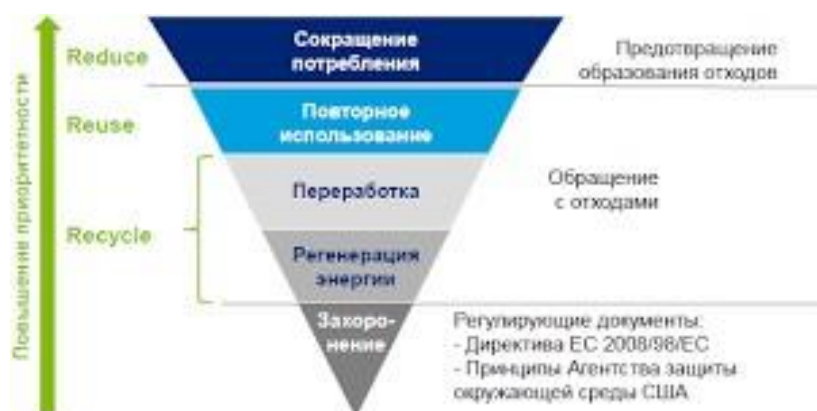 Повышение приоритетности
Reduce
Сокращение
потребления
Предотвращение
образования отходов
Reuse
Повторное
использование
Recycle
Переработка
Обращение
с отходами
Регенерация
энергии
Захоро-
нение
Регулирующие документы:
- Директива ЕС 2008/98/ЕС
- Принципы Агентства защиты
окружающей среды США